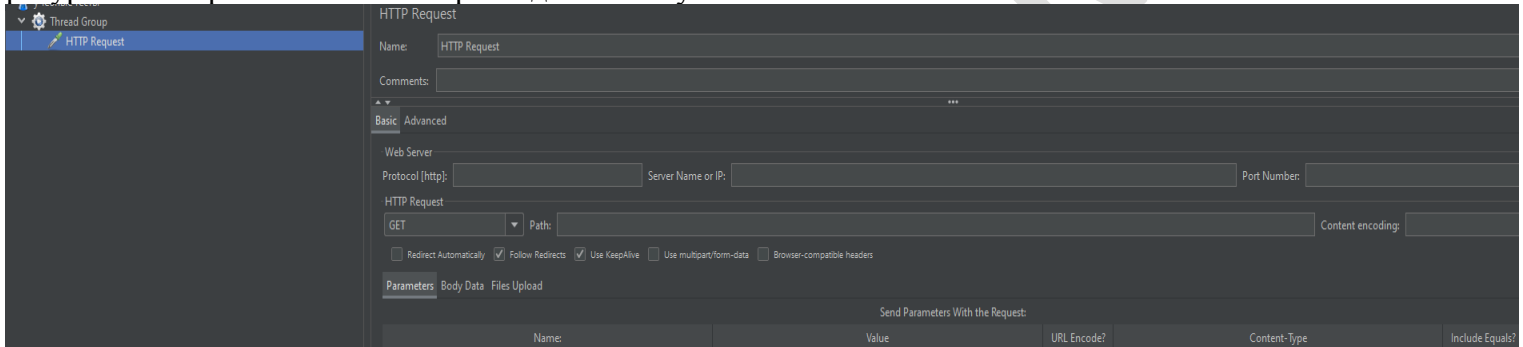 Thread Group
HTTP Request
HTTP Request
Name: HTTP Request
Comments:
Basic Advanced
Web Server
Protocol [http]: Server Name or IP: Port Number:
HTTP Request
GET Path: Content encoding:
Redirect Automatically Follow Redirects Use KeepAlive Use multipart/form-data Browser-compatible headers
Parameters Body Data Files Upload
Send Parameters With the Request:
Name: Value URL Encode? Content-Type Include Equals?